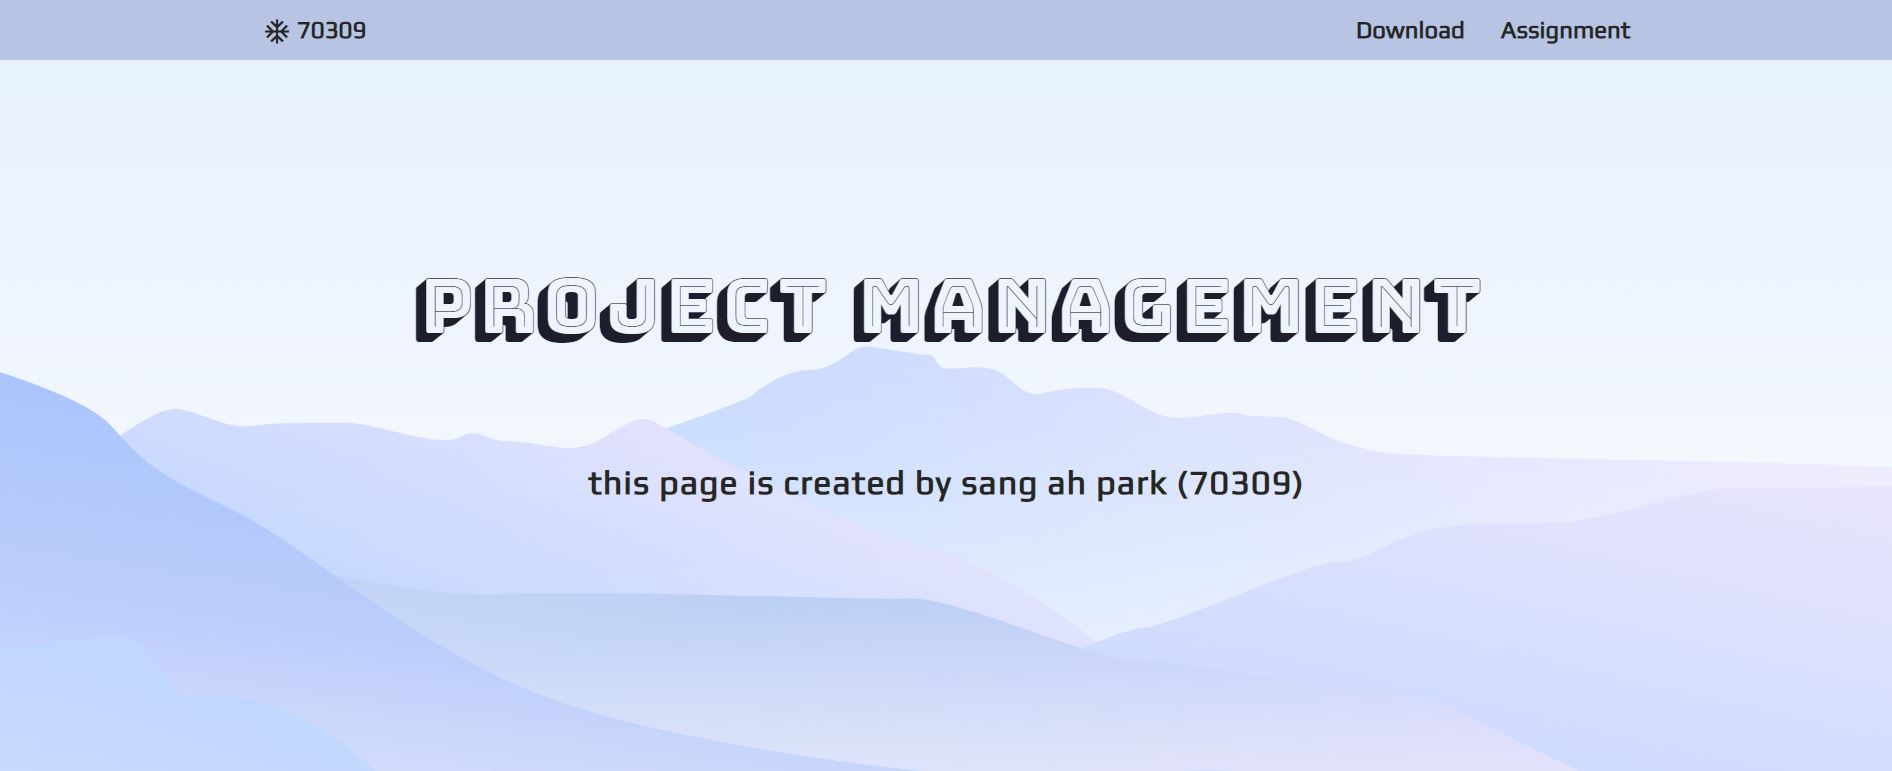 70309
Download
Assignment
PROJECT MANAGEMENT
this page is created by sang ah park (70309)